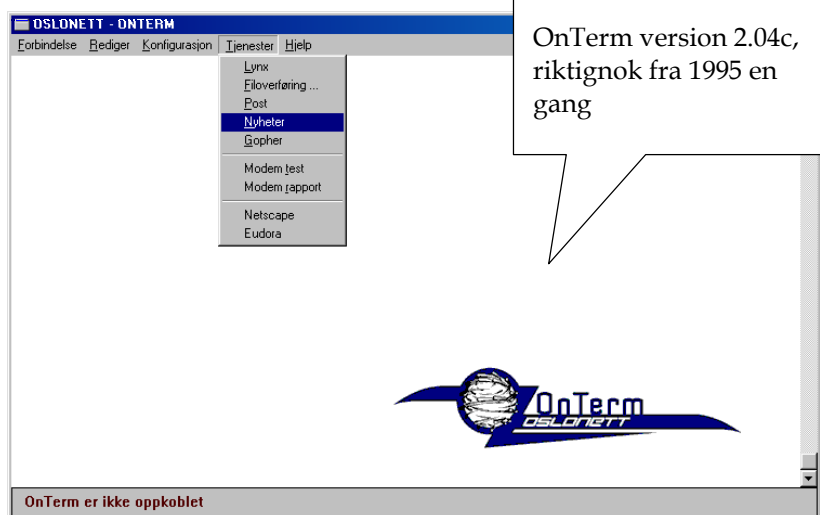 OSLONETT - ONTERM
Forbindelse Rediger Konfigurasjon Tjenester Hjelp
Lynx
Filoverføring ...
Post
Nyheter
Gopher
Modem test
Modem rapport
Netscape
Eudora
OnTerm version 2.04c,
riktignok fra 1995 en
gang
OnTerm
OSLONETT
OnTerm er ikke oppkoblet